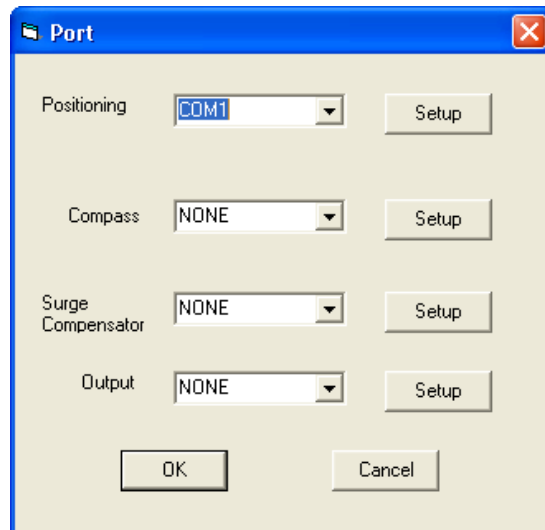 Port
Positioning COM1 Setup
Compass NONE Setup
Surge
Compensator NONE Setup
Output NONE Setup
OK Cancel